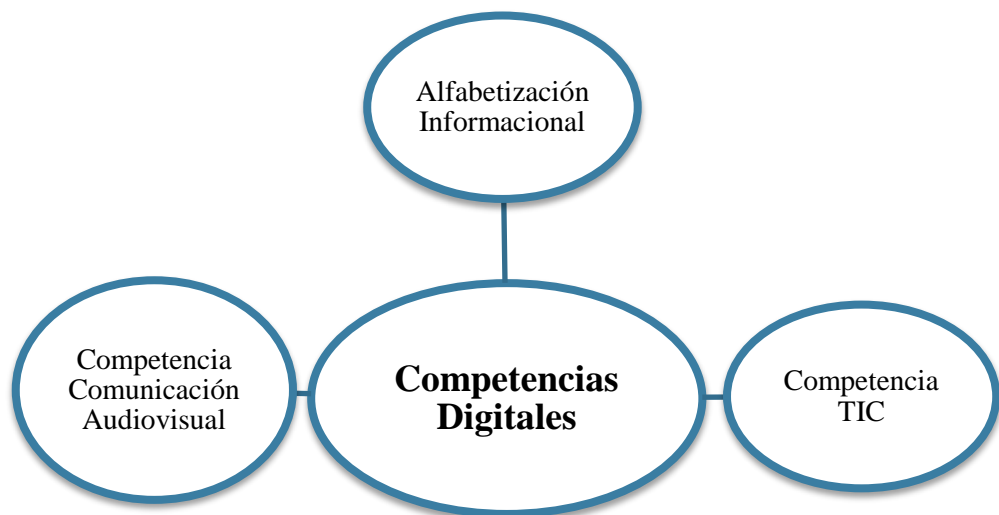 Alfabetización
Informacional
Competencia
Comunicación
Audiovisual
Competencias
Digitales
Competencia
TIC